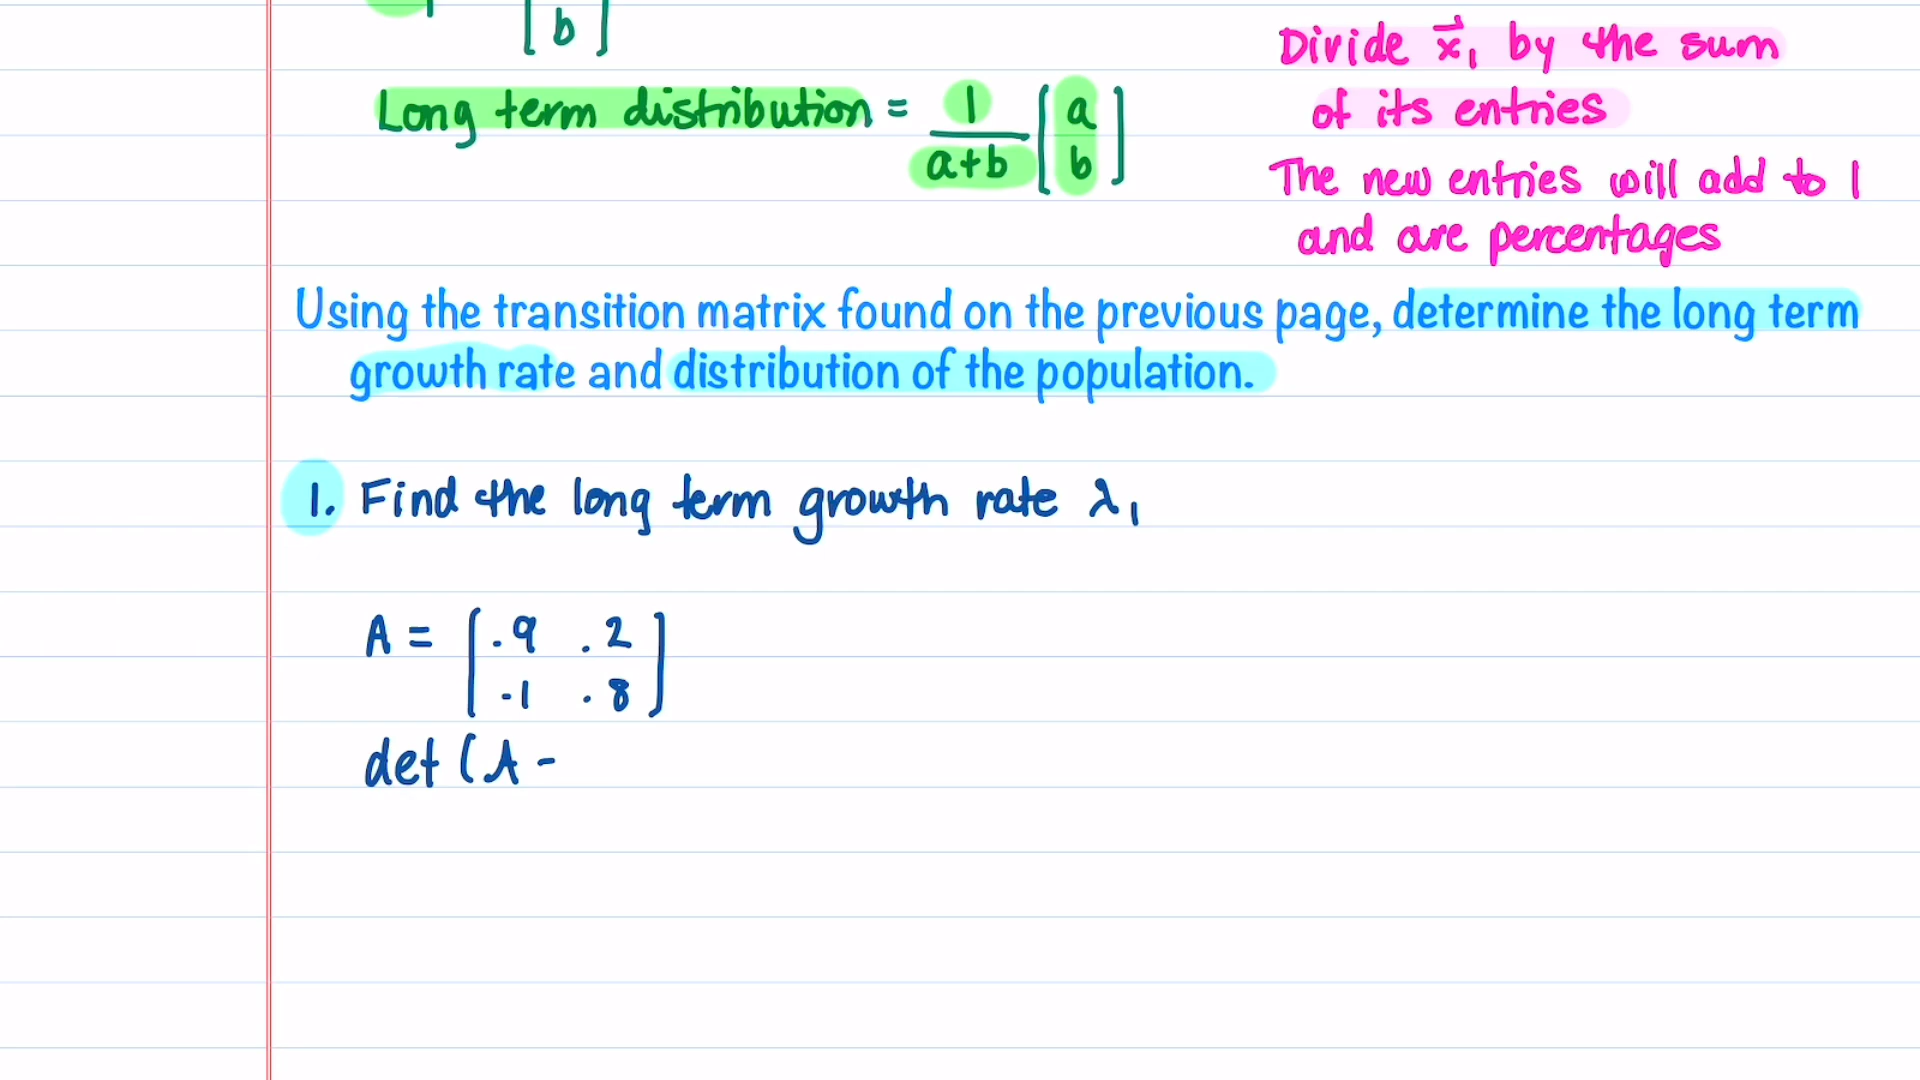 b
Divide x⃗₁ by the sum
of its entries
Long term distribution = 1/(a+b) [a b]
The new entries will add to 1
and are percentages
Using the transition matrix found on the previous page, determine the long term
growth rate and distribution of the population.
1. Find the long term growth rate λ₁
A = [.9 .2
.1 .8]
det (A -